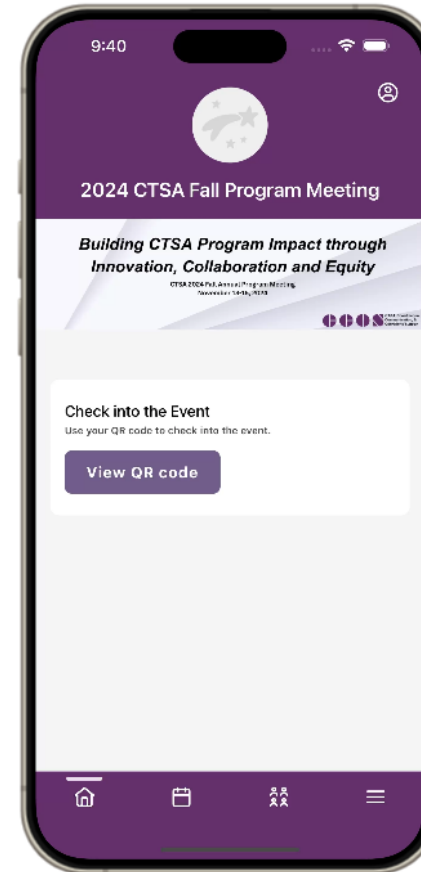 9:40
2024 CTSA Fall Program Meeting
Building CTSA Program Impact through
Innovation, Collaboration and Equity
CTSA 2024 Fall Annual Program Meeting
CCOS
Check into the Event
Use your QR code to check into the event.
View QR code